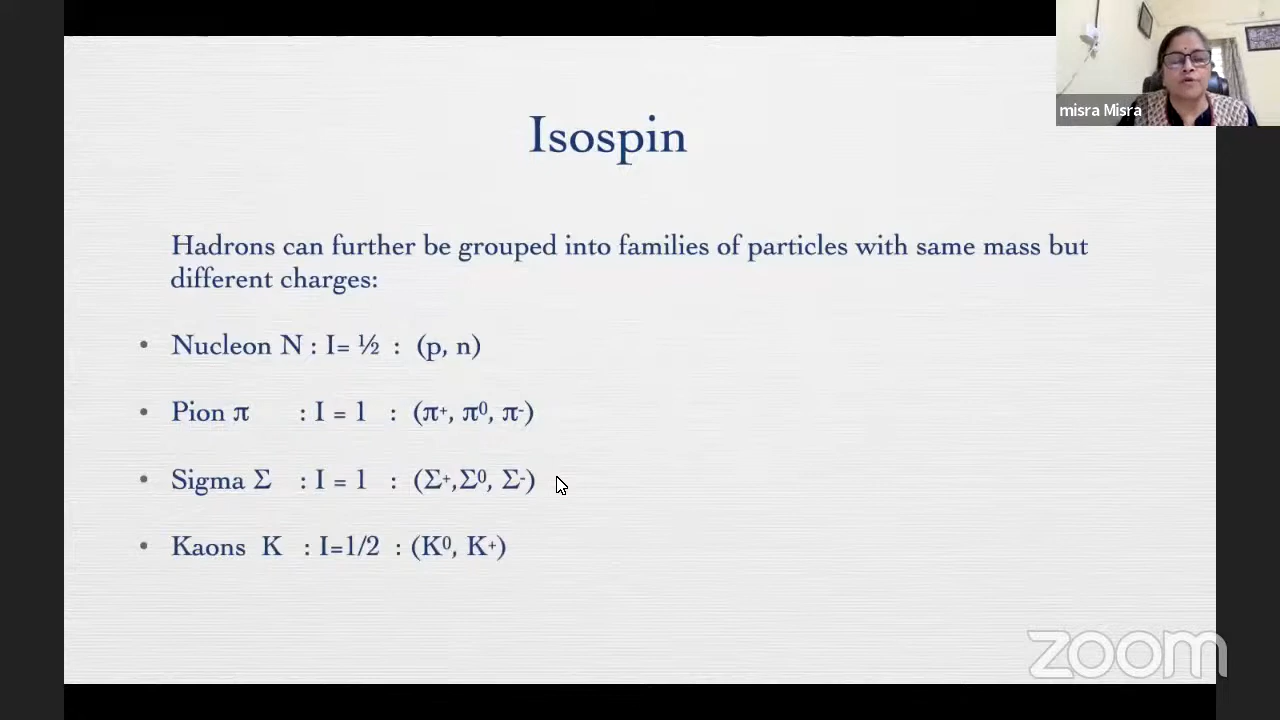 misra Misra
Isospin
Hadrons can further be grouped into families of particles with same mass but
different charges:
• Nucleon N : I= ½ : (p, n)
• Pion π : I = 1 : (π⁺, π⁰, π⁻)
• Sigma Σ : I = 1 : (Σ⁺,Σ⁰, Σ⁻)
• Kaons K : I=1/2 : (K⁰, K⁺)
zoom